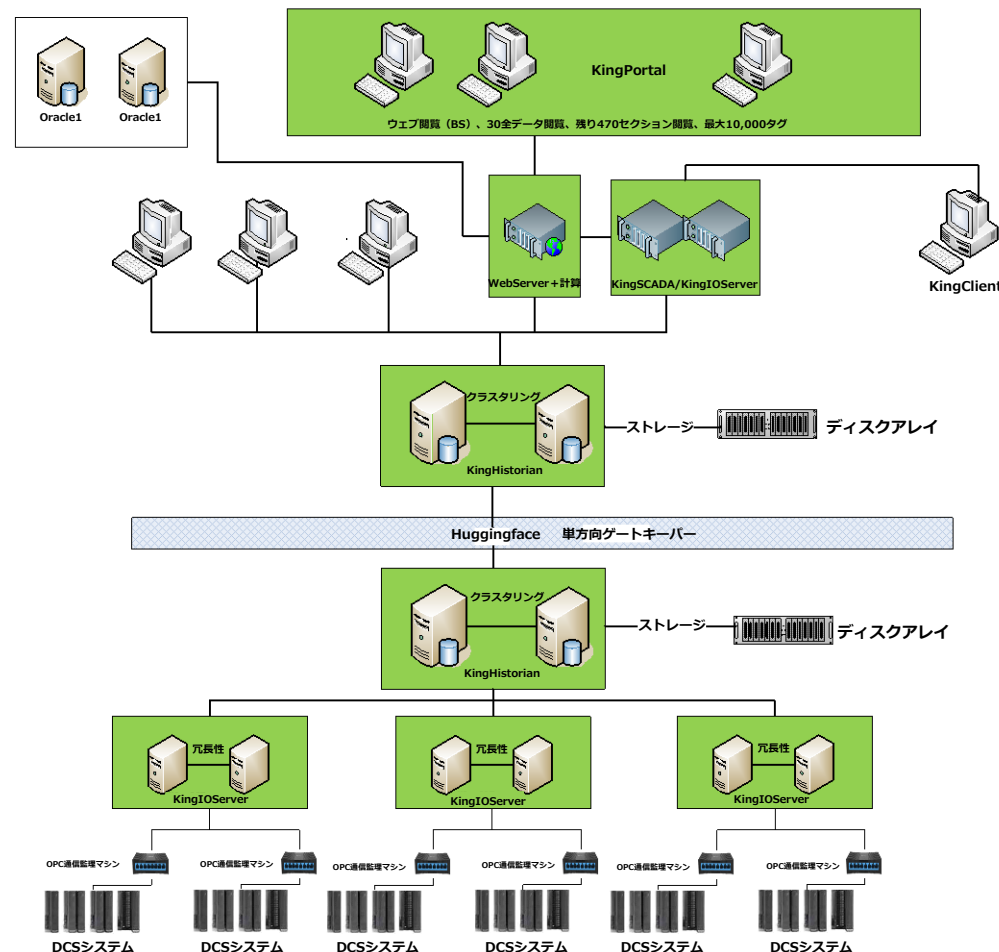 KingPortal
Oracle1
Oracle1
ウェブ閲覧（BS）、30全データ閲覧、残り470セクション閲覧、最大10,000タグ
WebServer＋計算
KingSCADA/KingIOServer
KingClient
クラスタリング
KingHistorian
ストレージ
ディスクアレイ
Huggingface 単方向ゲートキーパー
クラスタリング
KingHistorian
ストレージ
ディスクアレイ
冗長性
KingIOServer
冗長性
KingIOServer
冗長性
KingIOServer
OPC通信監理マシン
OPC通信監理マシン
OPC通信監理マシン
OPC通信監理マシン
OPC通信監理マシン
OPC通信監理マシン
DCSシステム
DCSシステム
DCSシステム
DCSシステム
DCSシステム
DCSシステム